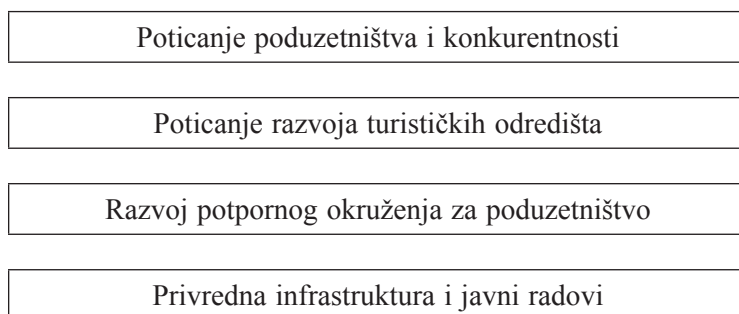 Poticanje poduzetništva i konkurentnosti
Poticanje razvoja turističkih odredišta
Razvoj potpornog okruženja za poduzetništvo
Privredna infrastruktura i javni radovi